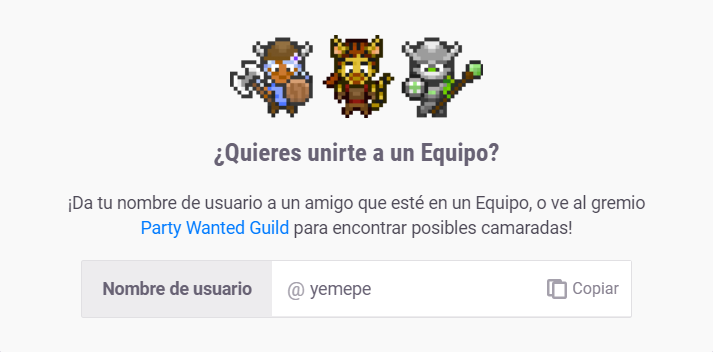 ¿Quieres unirte a un Equipo?
¡Da tu nombre de usuario a un amigo que esté en un Equipo, o ve al gremio
Party Wanted Guild para encontrar posibles camaradas!
Nombre de usuario @ yemepe Copiar